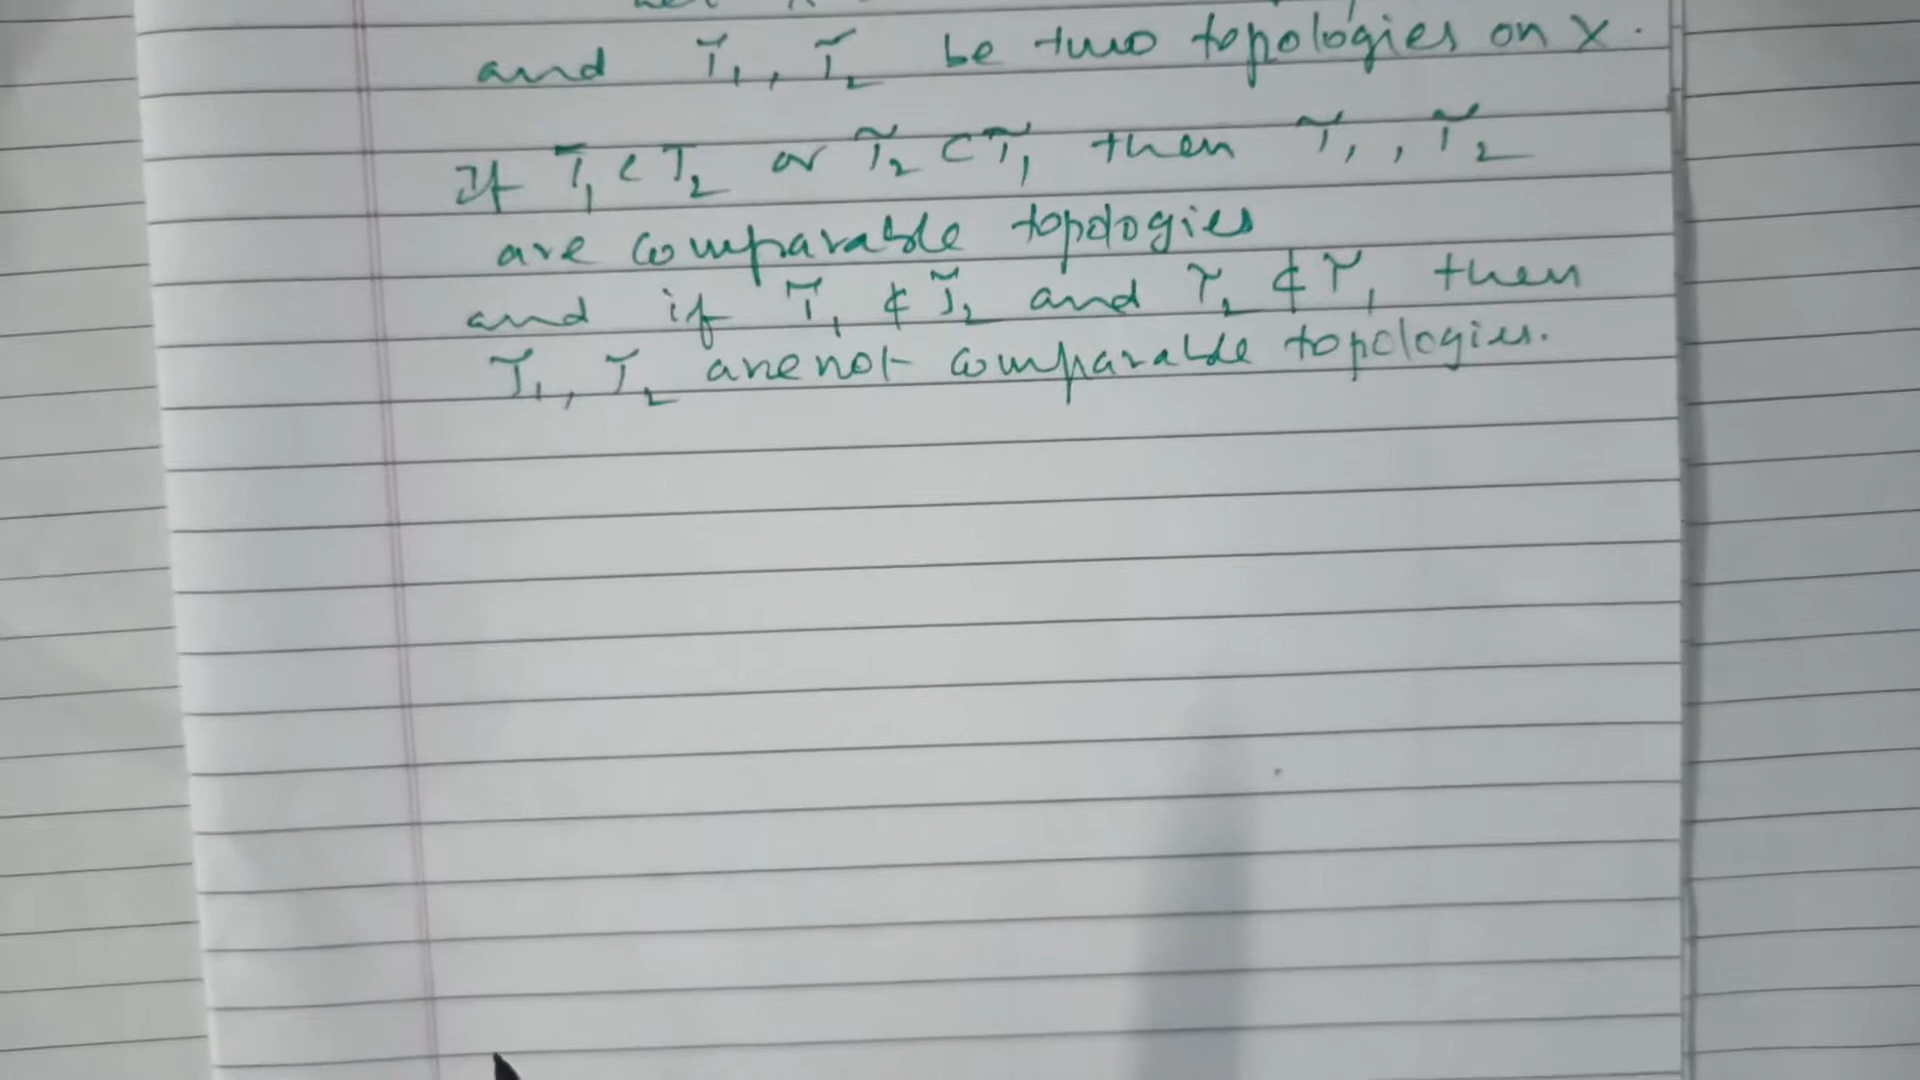 and T₁, T₂ be two topologies on X.
If T₁ ⊂ T₂ or T₂ ⊂ T₁ then T₁, T₂
are comparable topologies
and if T₁ ⊄ T₂ and T₂ ⊄ T₁ then
T₁, T₂ are not comparable topologies.